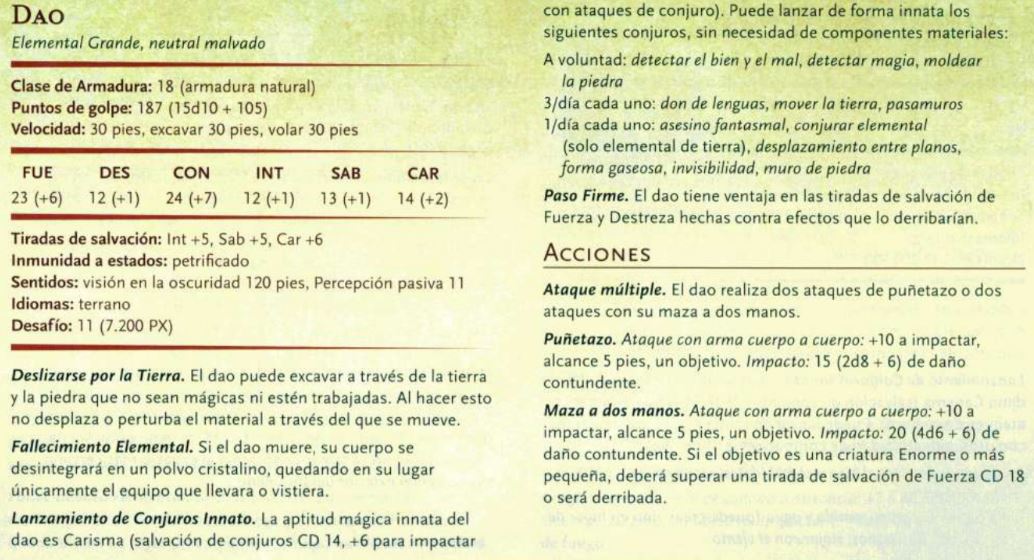 DAO
Elemental Grande, neutral malvado
Clase de Armadura: 18 (armadura natural)
Puntos de golpe: 187 (15d10 + 105)
Velocidad: 30 pies, excavar 30 pies, volar 30 pies
FUE DES CON INT SAB CAR
23 (+6) 12 (+1) 24 (+7) 12 (+1) 13 (+1) 14 (+2)
Tiradas de salvación: Int +5, Sab +5, Car +6
Inmunidad a estados: petrificado
Sentidos: visión en la oscuridad 120 pies, Percepción pasiva 11
Idiomas: terrano
Desafío: 11 (7.200 PX)
Deslizarse por la Tierra. El dao puede excavar a través de la tierra
y la piedra que no sean mágicas ni estén trabajadas. Al hacer esto
no desplaza o perturba el material a través del que se mueve.
Fallecimiento Elemental. Si el dao muere, su cuerpo se
desintegrará en un polvo cristalino, quedando en su lugar
únicamente el equipo que llevara o vistiera.
Lanzamiento de Conjuros Innato. La aptitud mágica innata del
dao es Carisma (salvación de conjuros CD 14, +6 para impactar
con ataques de conjuro). Puede lanzar de forma innata los
siguientes conjuros, sin necesidad de componentes materiales:
A voluntad: detectar el bien y el mal, detectar magia, moldear
la piedra
3/día cada uno: don de lenguas, mover la tierra, pasamuros
1/día cada uno: asesino fantasmal, conjurar elemental
(solo elemental de tierra), desplazamiento entre planos,
forma gaseosa, invisibilidad, muro de piedra
Paso Firme. El dao tiene ventaja en las tiradas de salvación de
Fuerza y Destreza hechas contra efectos que lo derribarían.
ACCIONES
Ataque múltiple. El dao realiza dos ataques de puñetazo o dos
ataques con su maza a dos manos.
Puñetazo. Ataque con arma cuerpo a cuerpo: +10 a impactar,
alcance 5 pies, un objetivo. Impacto: 15 (2d8 + 6) de daño
contundente.
Maza a dos manos. Ataque con arma cuerpo a cuerpo: +10 a
impactar, alcance 5 pies, un objetivo. Impacto: 20 (4d6 + 6) de
daño contundente. Si el objetivo es una criatura Enorme o más
pequeña, deberá superar una tirada de salvación de Fuerza CD 18
o será derribada.